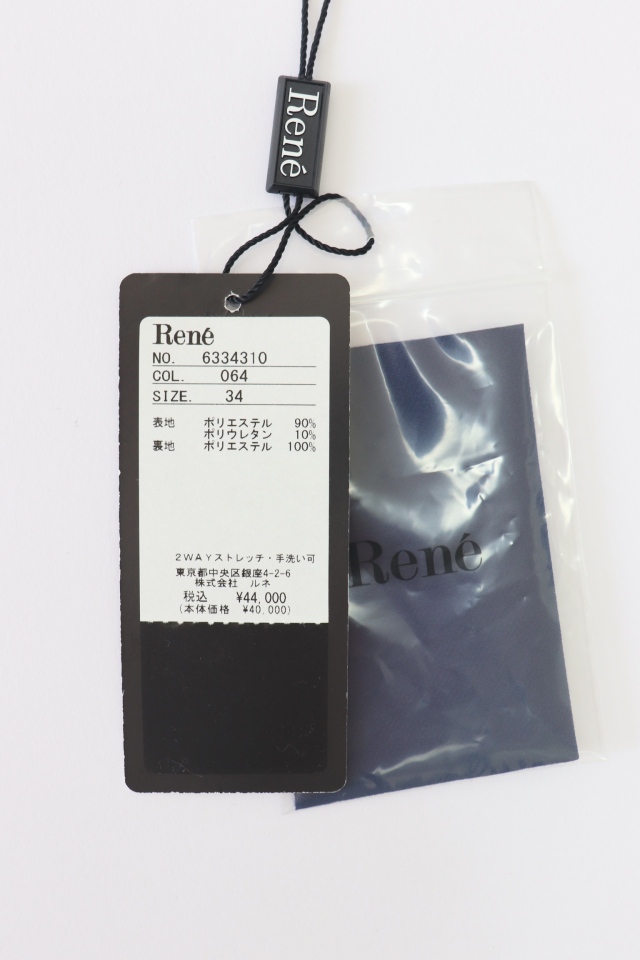 René
René
NO. 6334310
COL. 064
SIZE. 34
表地 ポリエステル 90%
ポリウレタン 10%
裏地 ポリエステル 100%
2WAYストレッチ・手洗い可
東京都中央区銀座4-2-6
株式会社 ルネ
税込 ¥44,000
(本体価格 ¥40,000)
René